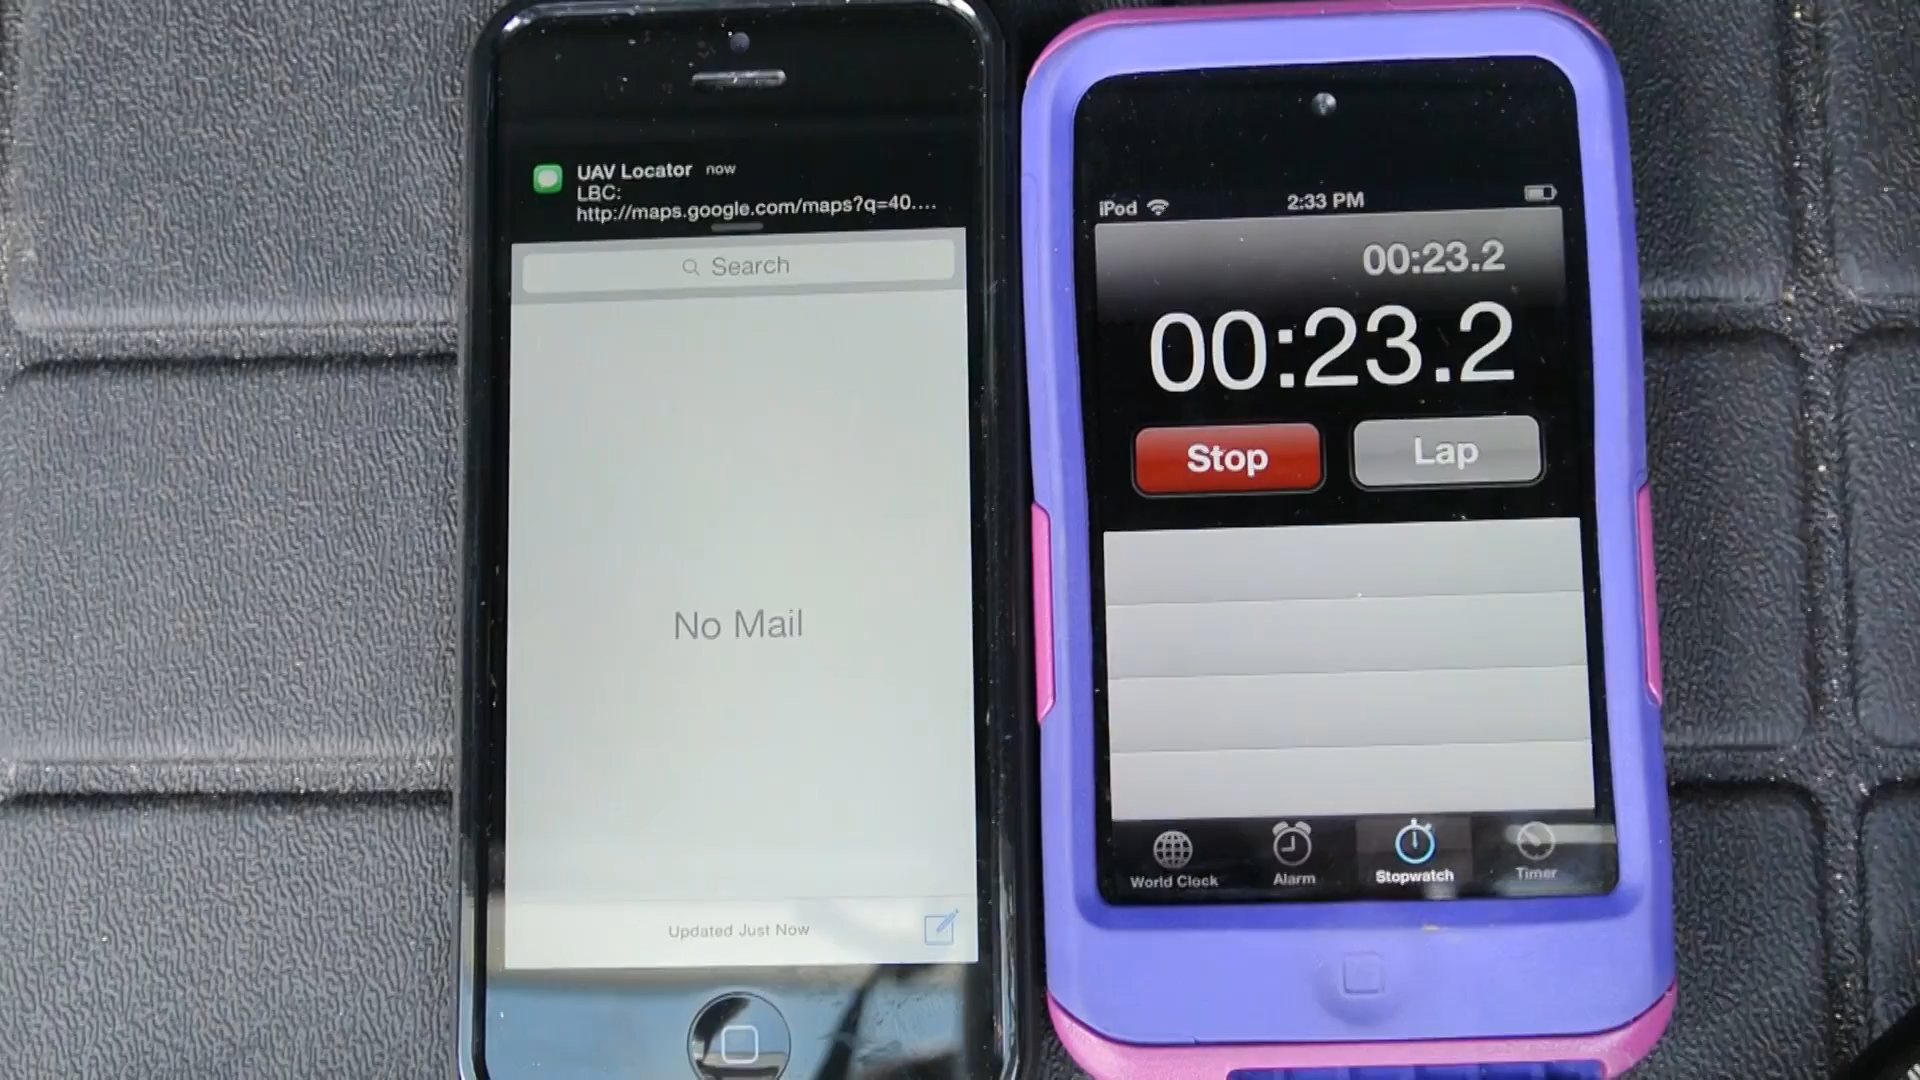 UAV Locator now
LBC:
http://maps.google.com/maps?q=40....
Search
No Mail
Updated Just Now
iPod
2:33 PM
00:23.2
00:23.2
Stop
Lap
World Clock
Alarm
Stopwatch
Timer